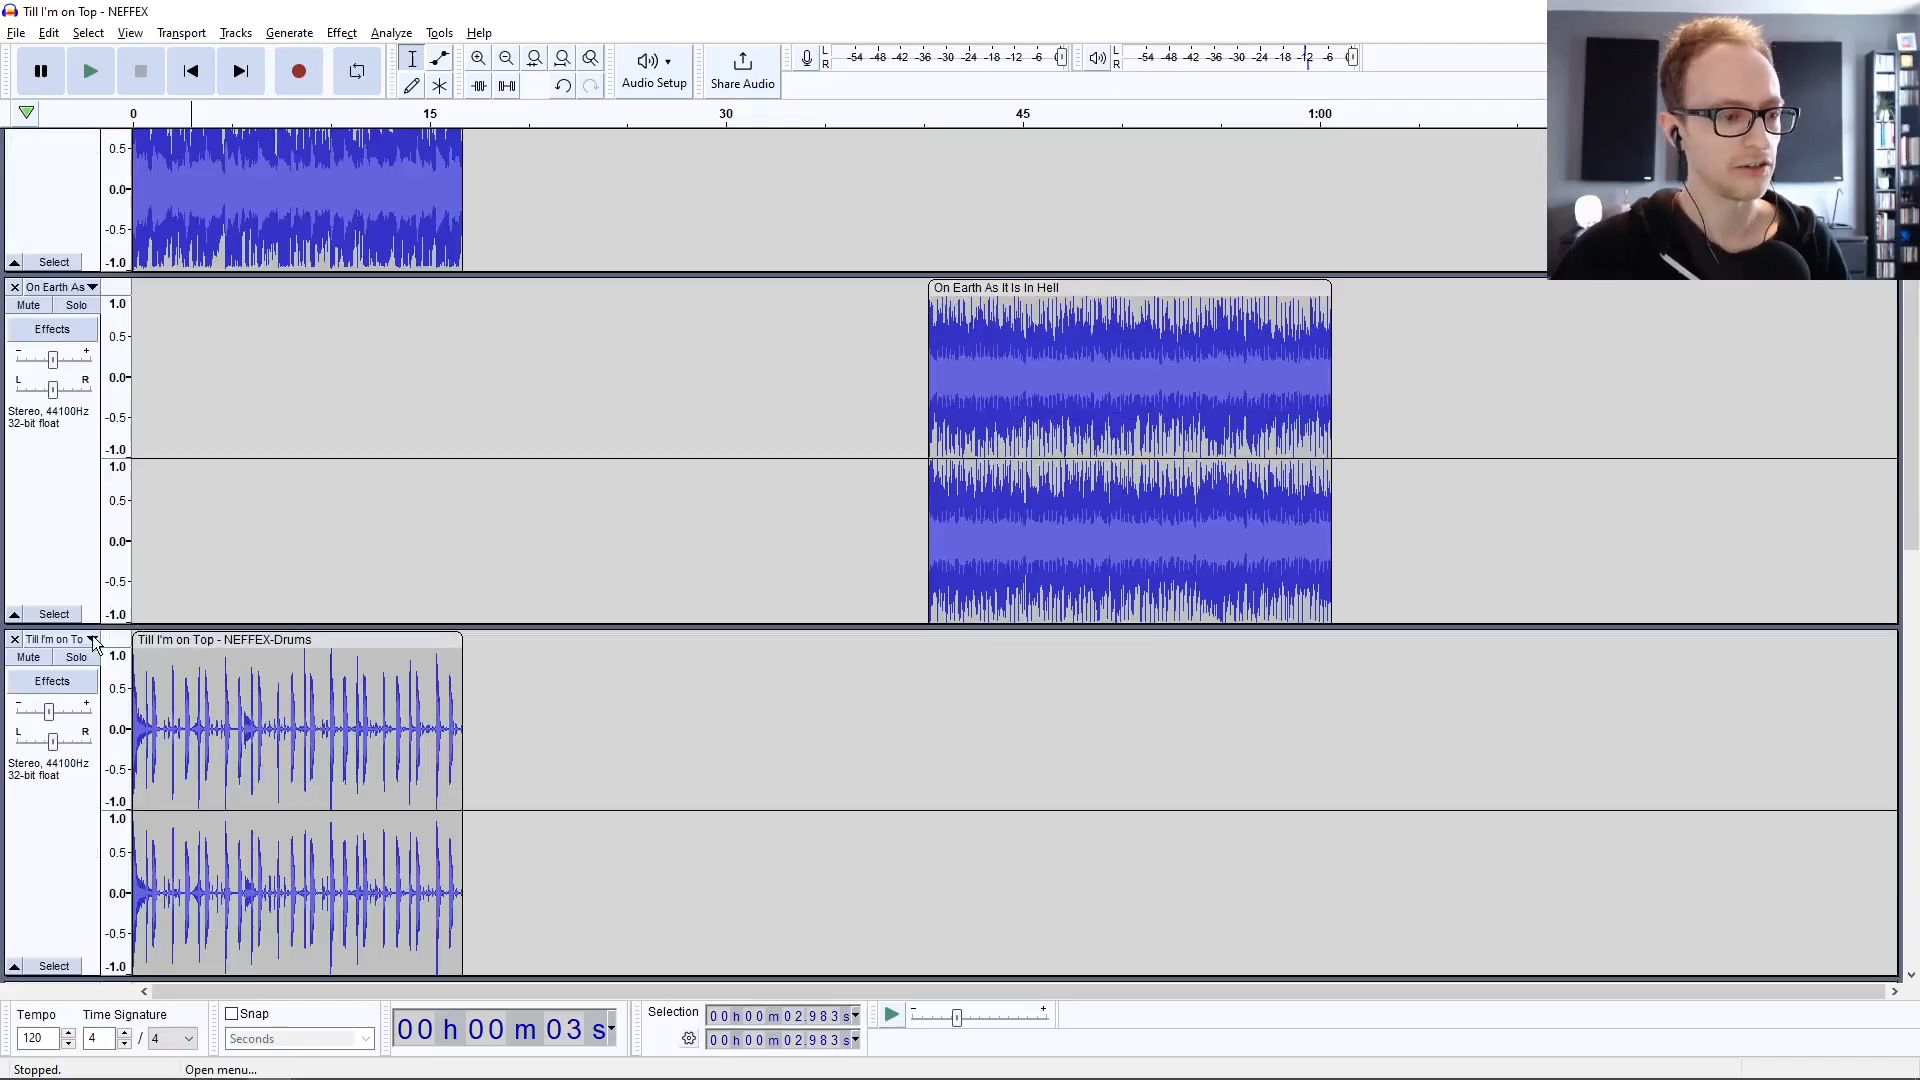 Till I'm on Top - NEFFEX
File Edit Select View Transport Tracks Generate Effect Analyze Tools Help
Audio Setup
Share Audio
L
R
-54 -48 -42 -36 -30 -24 -18 -12 -6
L
R
-54 -48 -42 -36 -30 -24 -18 -12 -6
0 15 30 45 1:00
0.5
0.0
-0.5
-1.0
Select
On Earth As
Mute Solo
Effects
- +
L R
Stereo, 44100Hz
32-bit float
Select
1.0
0.5
0.0
-0.5
-1.0
1.0
0.5
0.0
-0.5
-1.0
On Earth As It Is In Hell
Till I'm on To
Mute Solo
Effects
- +
L R
Stereo, 44100Hz
32-bit float
Select
1.0
0.5
0.0
-0.5
-1.0
1.0
0.5
0.0
-0.5
-1.0
Till I'm on Top - NEFFEX-Drums
Tempo
120
Time Signature
4 / 4
Snap
Seconds
00 h 00 m 03 s
Selection
00 h 00 m 02.983 s
00 h 00 m 02.983 s
- +
Stopped.
Open menu...